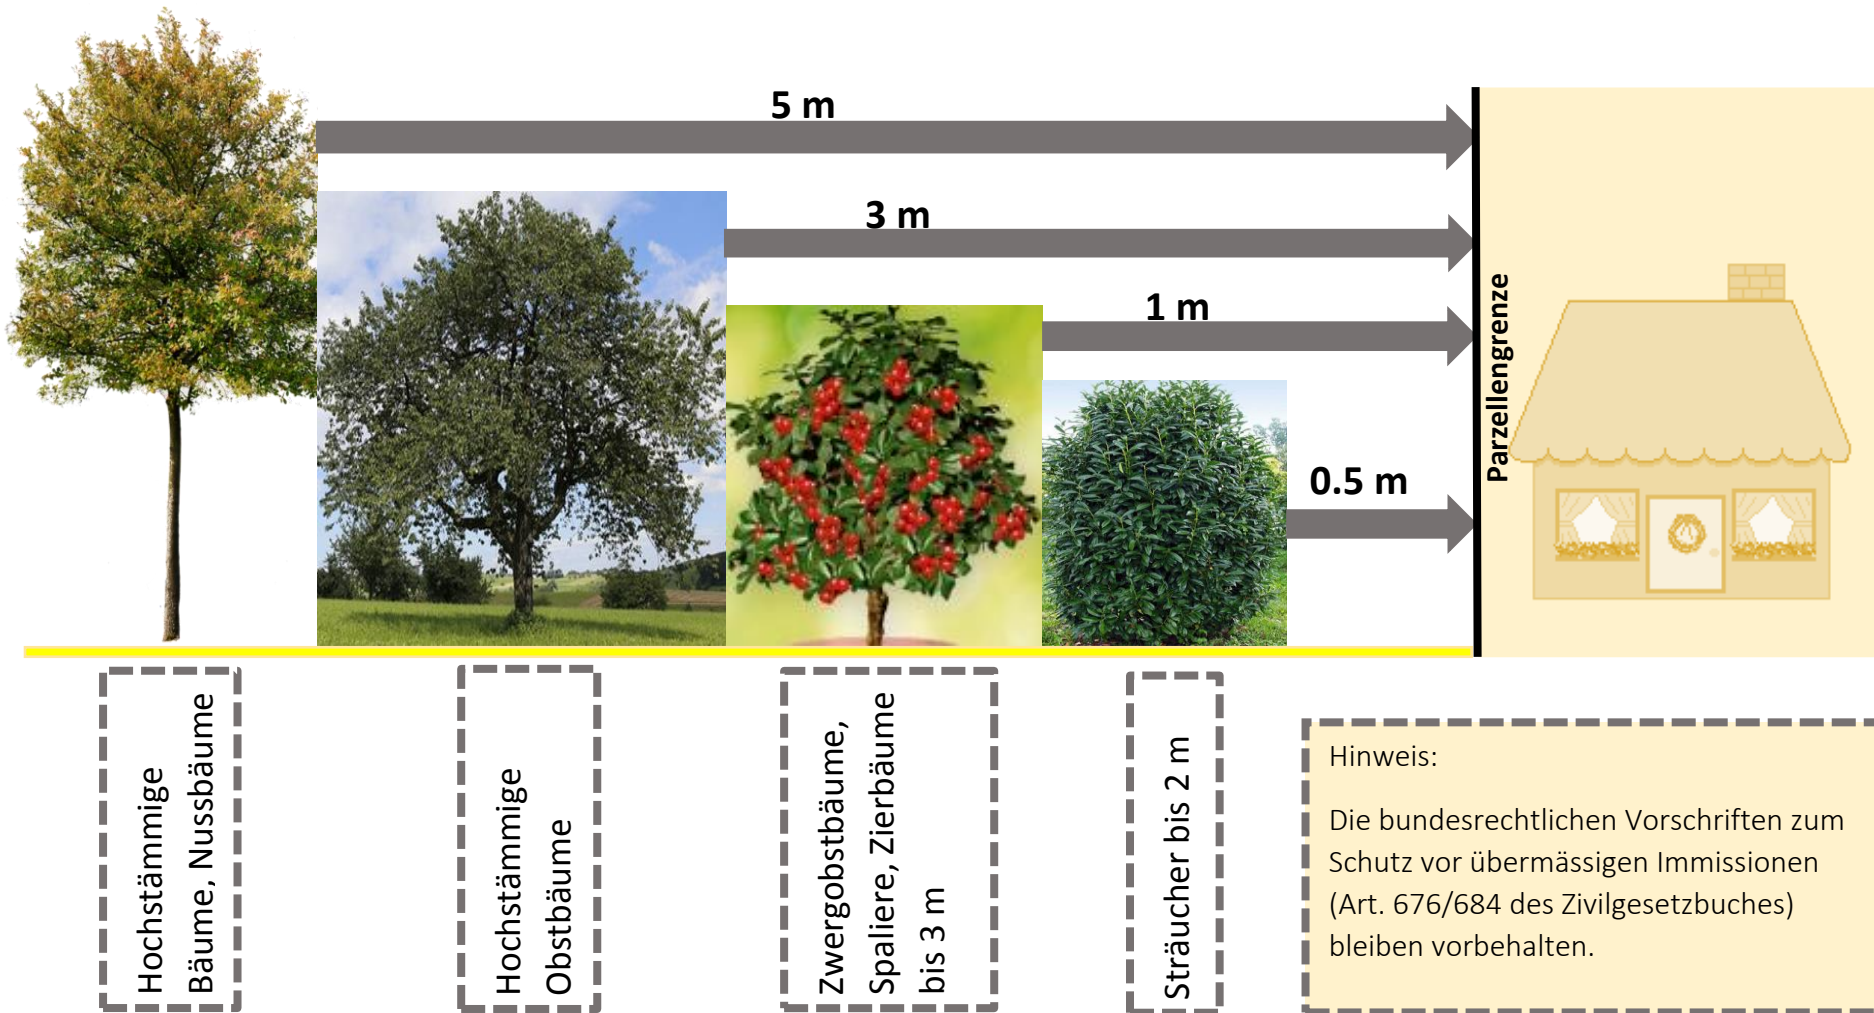 5 m
3 m
1 m
0.5 m
Parzellengrenze
Hochstämmige
Bäume, Nussbäume
Hochstämmige
Obstbäume
Zwergobstbäume,
Spaliere, Zierbäume
bis 3 m
Sträucher bis 2 m
Hinweis:
Die bundesrechtlichen Vorschriften zum
Schutz vor übermässigen Immissionen
(Art. 676/684 des Zivilgesetzbuches)
bleiben vorbehalten.